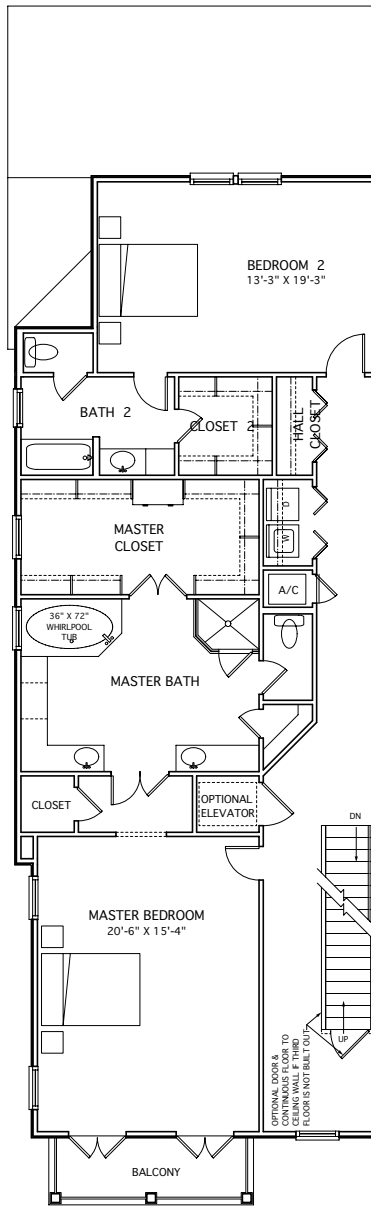 BEDROOM 2
13'-3" X 19'-3"
BATH 2
CLOSET 2
HALL
CLOSET
MASTER
CLOSET
D
W
A/C
36" X 72"
WHIRLPOOL
TUB
MASTER BATH
CLOSET
OPTIONAL
ELEVATOR
DN
MASTER BEDROOM
20'-6" X 15'-4"
UP
OPTIONAL DOOR &
CONTINUOUS FLOOR TO
CEILING WALL IF THIRD
FLOOR IS NOT BUILT OUT
BALCONY